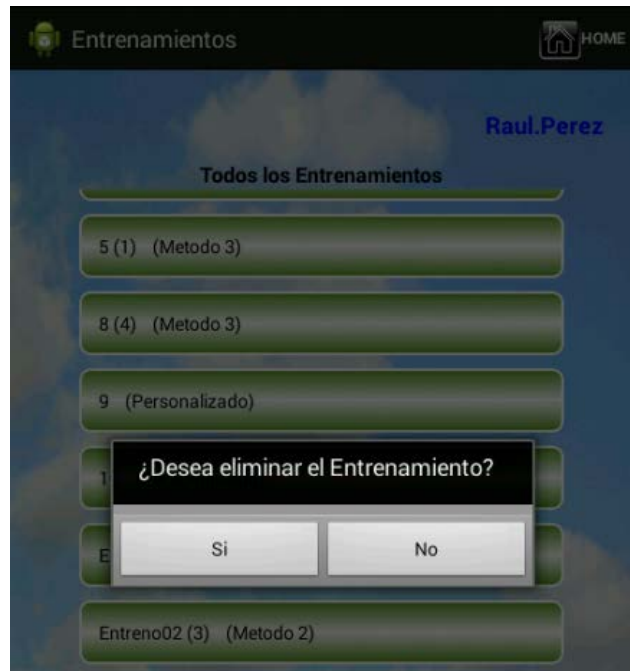 Entrenamientos
HOME
Raul.Perez
Todos los Entrenamientos
5 (1) (Metodo 3)
8 (4) (Metodo 3)
9 (Personalizado)
¿Desea eliminar el Entrenamiento?
Si No
Entreno02 (3) (Metodo 2)